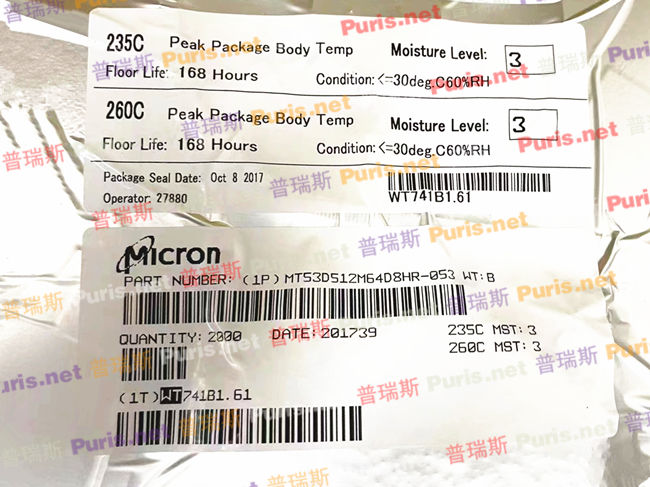 235C Peak Package Body Temp Moisture Level: 3
Floor Life: 168 Hours Condition: <=30deg.C60%RH
260C Peak Package Body Temp Moisture Level: 3
Floor Life: 168 Hours Condition: <=30deg.C60%RH
Package Seal Date: Oct 8 2017
Operator: 27880
WT741B1.61
Micron
PART NUMBER: (1P) MT53D512M64D8HR-053 WT:B
QUANTITY: 2000 DATE: 201739 235C MST: 3
260C MST: 3
(1T)WT741B1.61
普瑞斯 Puris.net